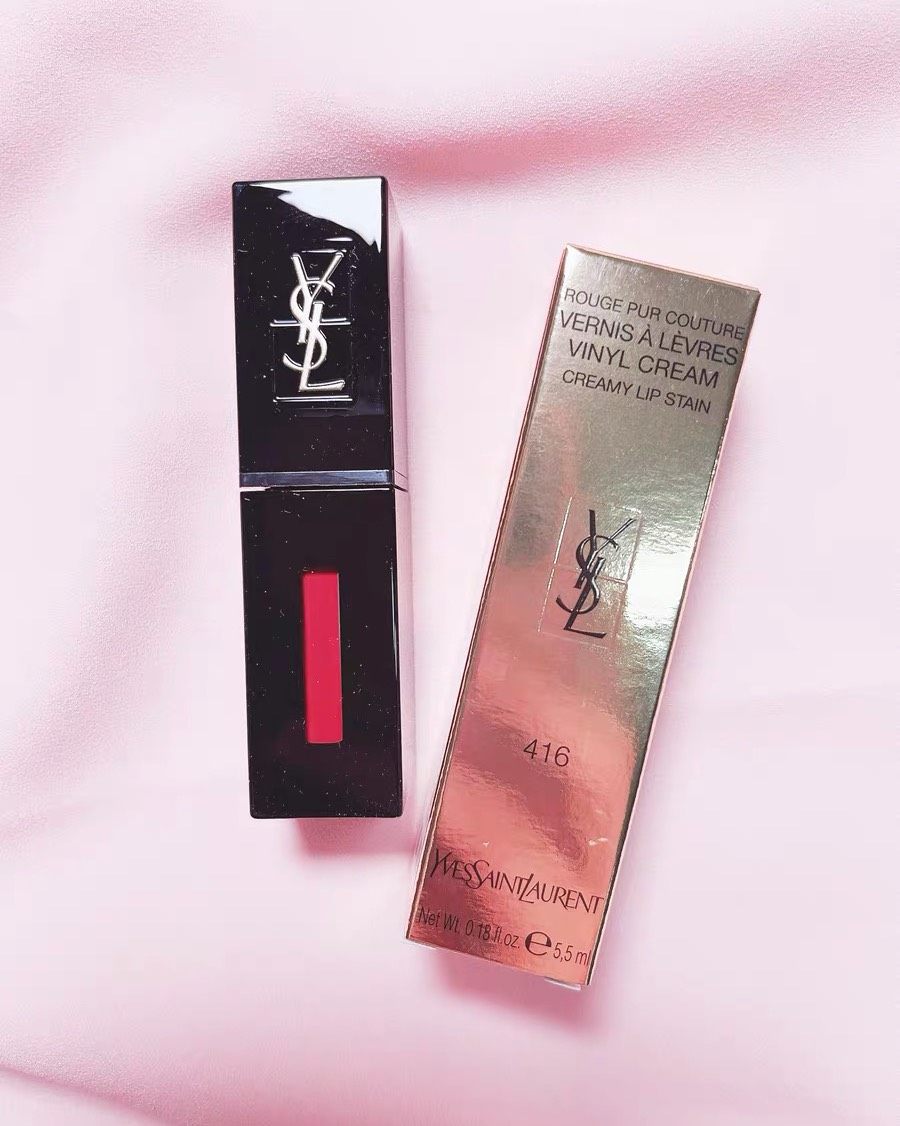 YSL
ROUGE PUR COUTURE
VERNIS À LÈVRES
VINYL CREAM
CREAMY LIP STAIN
YSL
416
YVESSAINTLAURENT
Net Wt. 0.18 fl.oz. ℮ 5,5 ml